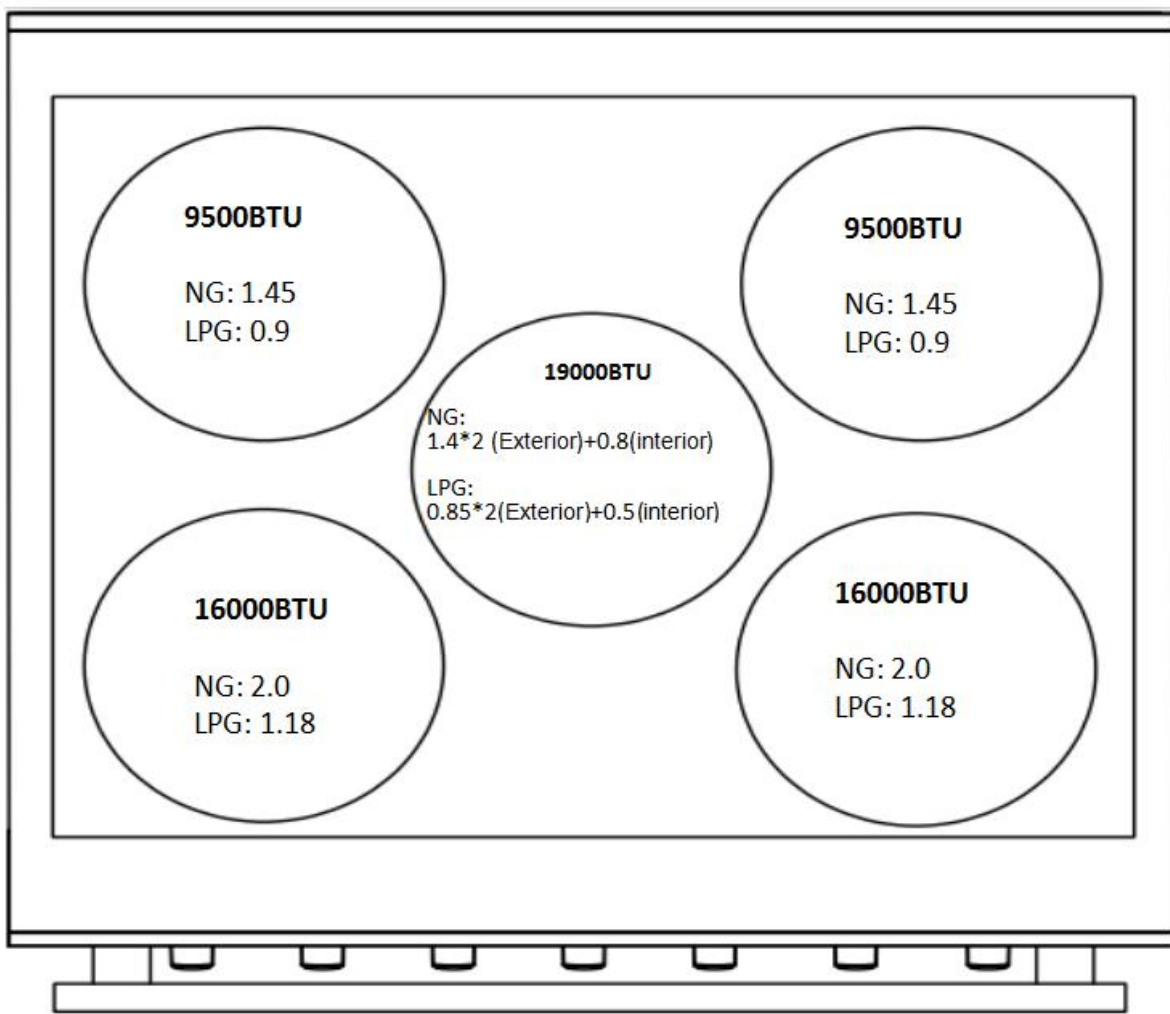 9500BTU
NG: 1.45
LPG: 0.9
9500BTU
NG: 1.45
LPG: 0.9
19000BTU
NG:
1.4*2 (Exterior)+0.8(interior)
LPG:
0.85*2(Exterior)+0.5(interior)
16000BTU
NG: 2.0
LPG: 1.18
16000BTU
NG: 2.0
LPG: 1.18